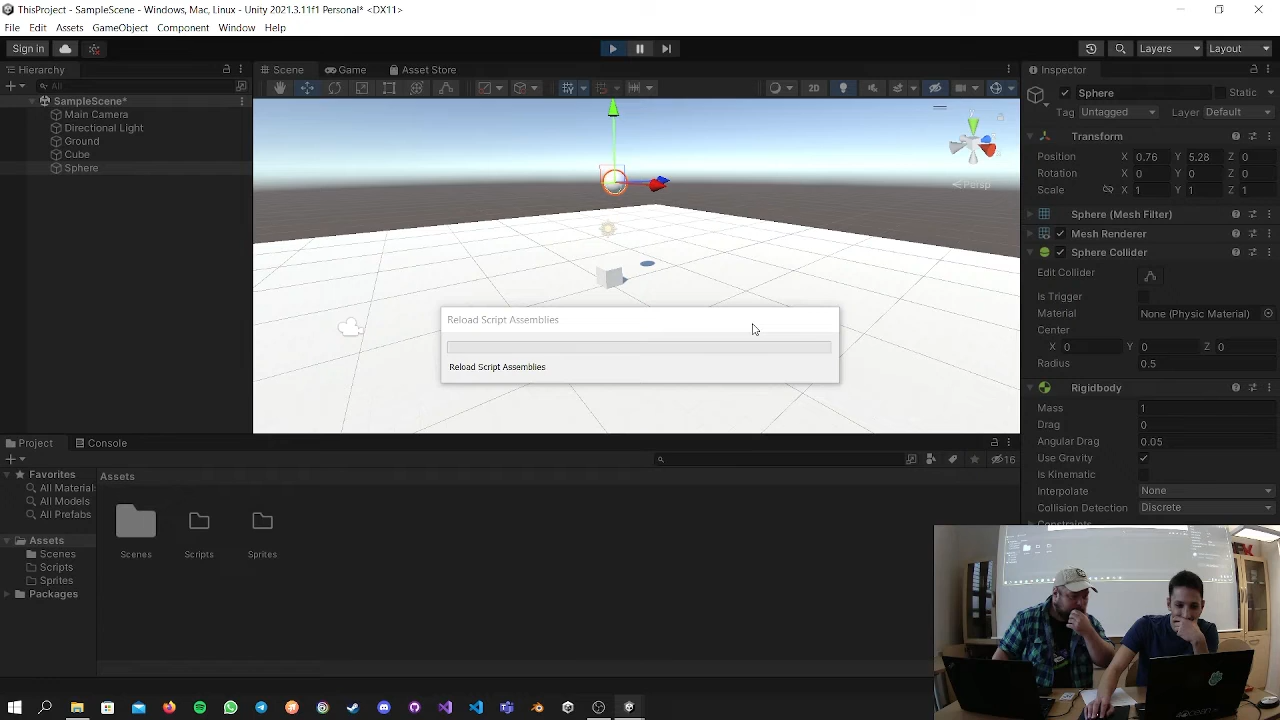 ThisProject - SampleScene - Windows, Mac, Linux - Unity 2021.3.11f1 Personal* <DX11>
File Edit Assets GameObject Component Window Help
Sign in
Layers
Layout
Hierarchy
All
SampleScene*
Main Camera
Directional Light
Ground
Cube
Sphere
Scene Game Asset Store
2D
Persp
Reload Script Assemblies
Reload Script Assemblies
Inspector
Sphere Static
Tag Untagged Layer Default
Transform
Position X 0.76 Y 5.28 Z 0
Rotation X 0 Y 0 Z 0
Scale X 1 Y 1 Z 1
Sphere (Mesh Filter)
Mesh Renderer
Sphere Collider
Edit Collider
Is Trigger
Material None (Physic Material)
Center
X 0 Y 0 Z 0
Radius 0.5
Rigidbody
Mass 1
Drag 0
Angular Drag 0.05
Use Gravity
Is Kinematic
Interpolate None
Collision Detection Discrete
Constraints
Project Console
16
Favorites
All Materials
All Models
All Prefabs
Assets
Scenes
Scripts
Sprites
Packages
Assets
Scenes Scripts Sprites